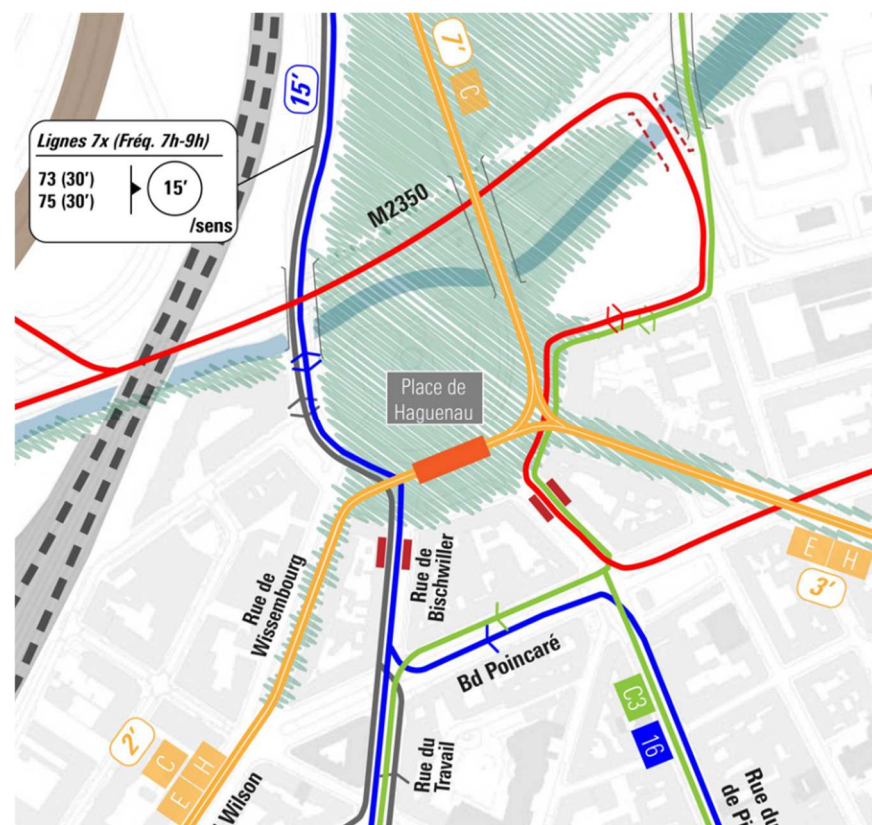 7'
C
15'
Lignes 7x (Fréq. 7h-9h)
73 (30')
75 (30')
15'
/sens
M2350
Place de
Haguenau
E H
3'
Rue de
Wissembourg
Rue de
Bischwiller
Bd Poincaré
C3
16
2'
C
E H
Wilson
Rue du
Travail
Rue du
de Pi